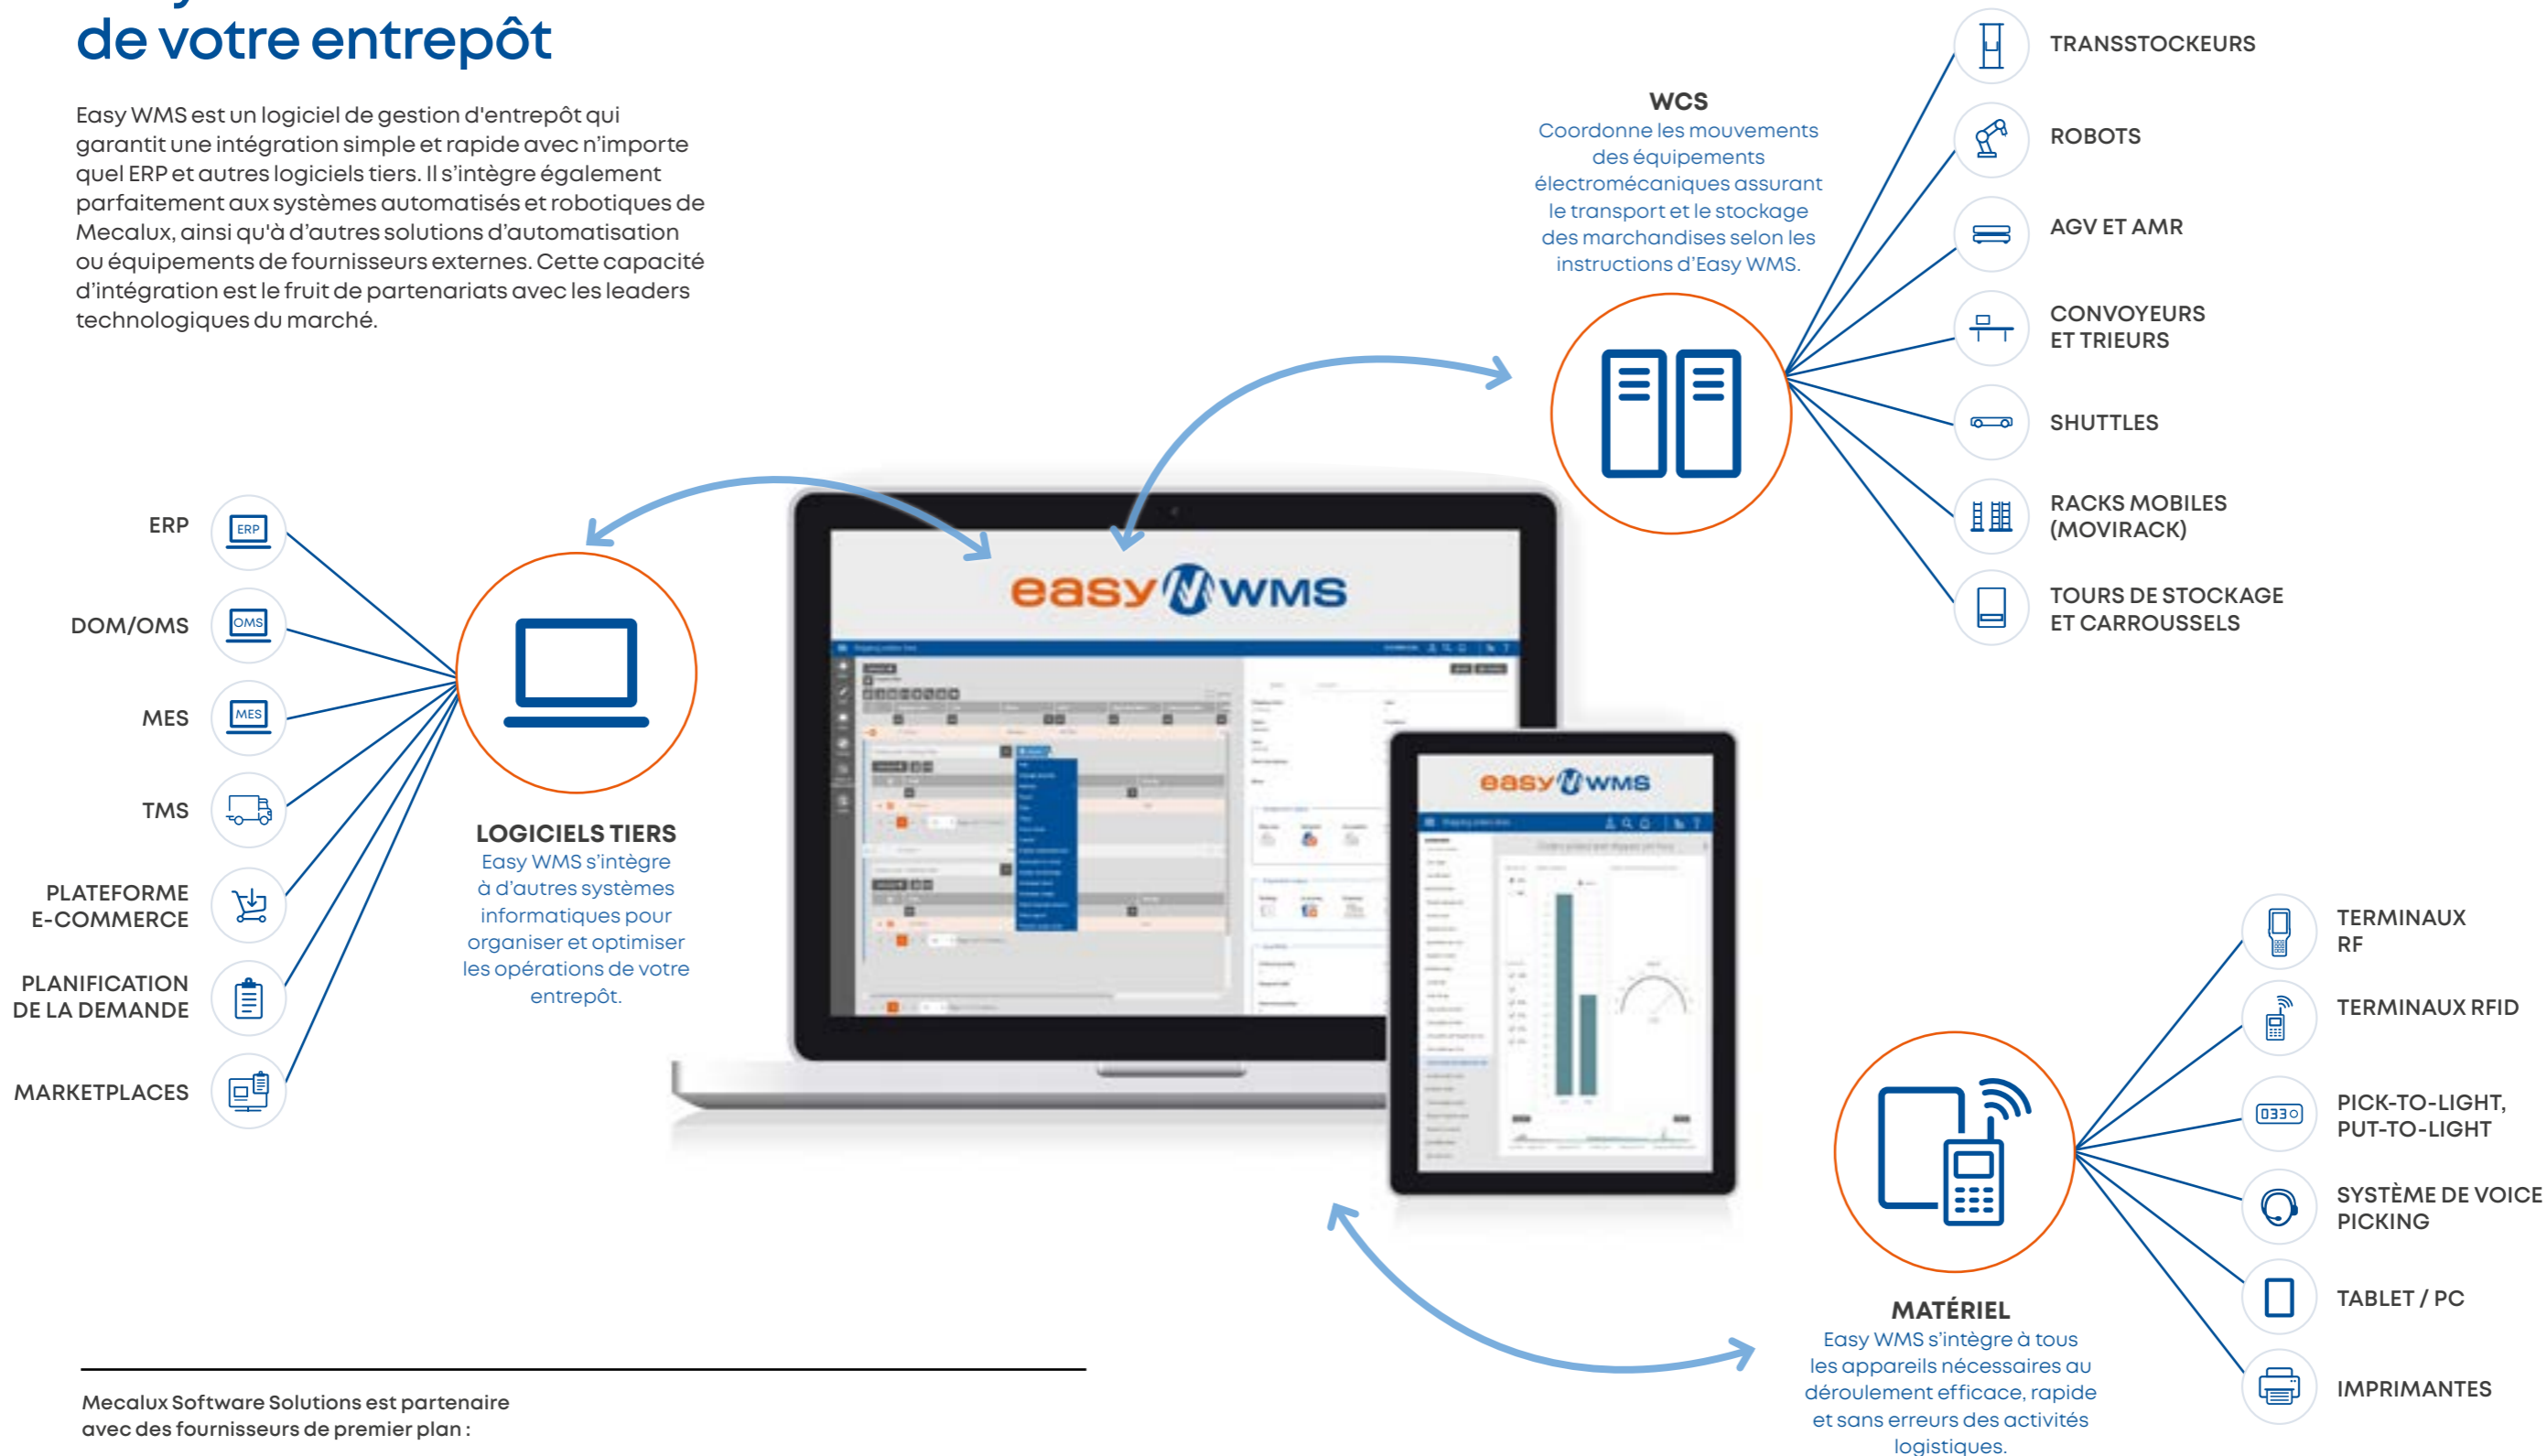 de votre entrepôt
Easy WMS est un logiciel de gestion d'entrepôt qui
garantit une intégration simple et rapide avec n’importe
quel ERP et autres logiciels tiers. Il s’intègre également
parfaitement aux systèmes automatisés et robotiques de
Mecalux, ainsi qu'à d’autres solutions d’automatisation
ou équipements de fournisseurs externes. Cette capacité
d’intégration est le fruit de partenariats avec les leaders
technologiques du marché.
WCS
Coordonne les mouvements
des équipements
électromécaniques assurant
le transport et le stockage
des marchandises selon les
instructions d’Easy WMS.
TRANSSTOCKEURS
ROBOTS
AGV ET AMR
CONVOYEURS
ET TRIEURS
SHUTTLES
RACKS MOBILES
(MOVIRACK)
TOURS DE STOCKAGE
ET CARROUSSELS
ERP
ERP
DOM/OMS
OMS
MES
MES
TMS
PLATEFORME
E-COMMERCE
PLANIFICATION
DE LA DEMANDE
MARKETPLACES
LOGICIELS TIERS
Easy WMS s’intègre
à d’autres systèmes
informatiques pour
organiser et optimiser
les opérations de votre
entrepôt.
easy WMS
easy WMS
TERMINAUX
RF
TERMINAUX RFID
033
PICK-TO-LIGHT,
PUT-TO-LIGHT
SYSTÈME DE VOICE
PICKING
TABLET / PC
IMPRIMANTES
MATÉRIEL
Easy WMS s’intègre à tous
les appareils nécessaires au
déroulement efficace, rapide
et sans erreurs des activités
logistiques.
Mecalux Software Solutions est partenaire
avec des fournisseurs de premier plan :